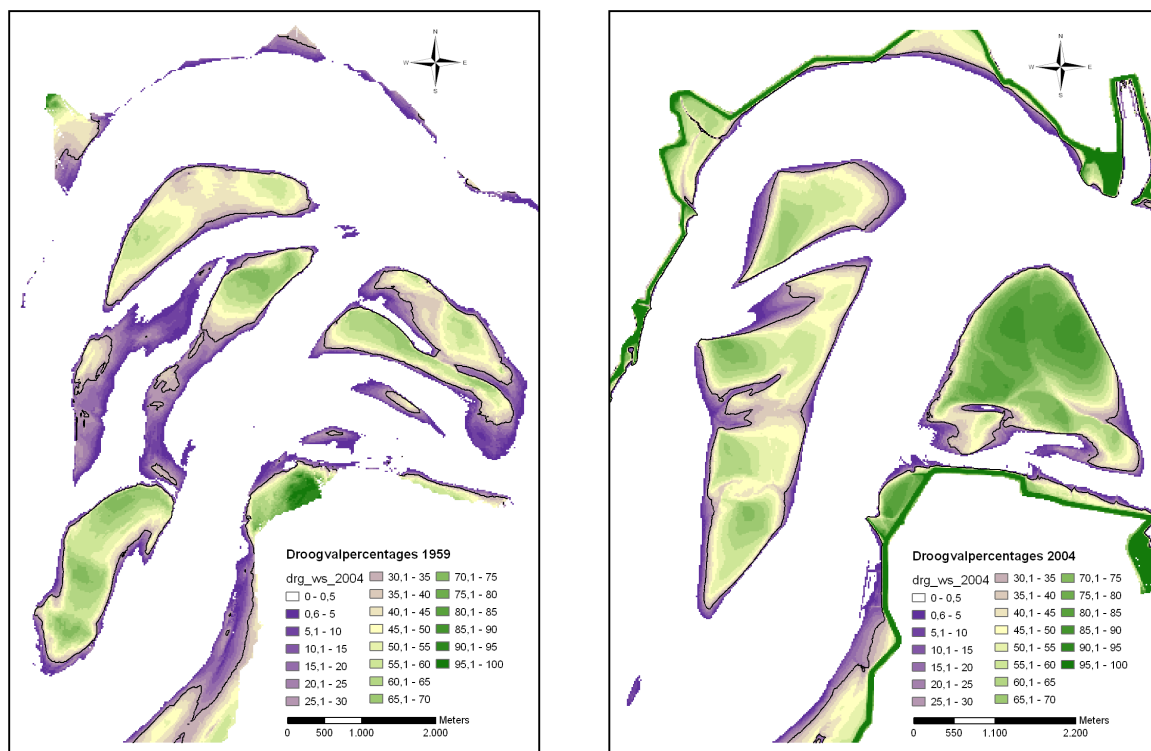 N
W E
S
Droogvalpercentages 1959
drg_ws_2004
0 - 0,5
0,6 - 5
5,1 - 10
10,1 - 15
15,1 - 20
20,1 - 25
25,1 - 30
30,1 - 35
35,1 - 40
40,1 - 45
45,1 - 50
50,1 - 55
55,1 - 60
60,1 - 65
65,1 - 70
70,1 - 75
75,1 - 80
80,1 - 85
85,1 - 90
90,1 - 95
95,1 - 100
Meters
0 500 1.000 2.000
N
W E
S
Droogvalpercentages 2004
drg_ws_2004
0 - 0,5
0,6 - 5
5,1 - 10
10,1 - 15
15,1 - 20
20,1 - 25
25,1 - 30
30,1 - 35
35,1 - 40
40,1 - 45
45,1 - 50
50,1 - 55
55,1 - 60
60,1 - 65
65,1 - 70
70,1 - 75
75,1 - 80
80,1 - 85
85,1 - 90
90,1 - 95
95,1 - 100
Meters
0 550 1.100 2.200